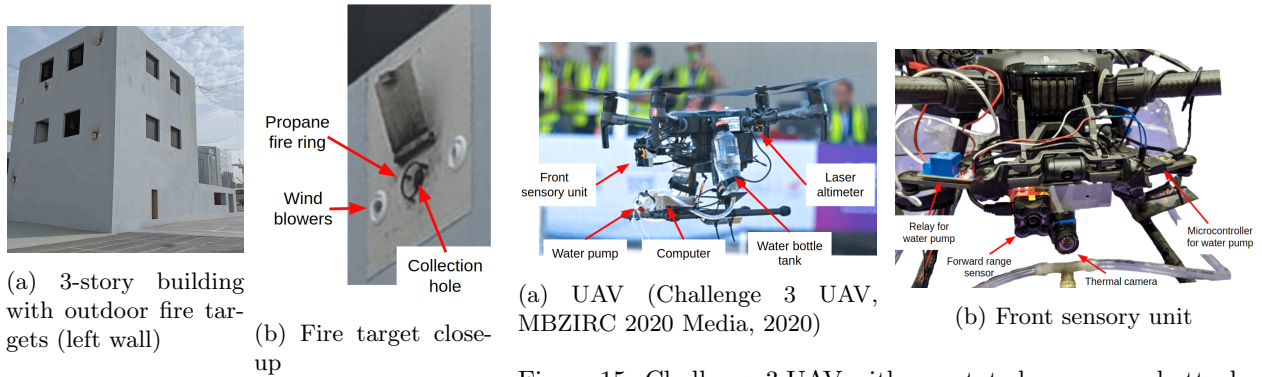 Propane
fire ring
Wind
blowers
Collection
hole
(a) 3-story building
with outdoor fire tar-
gets (left wall)
(b) Fire target close-
up
Front
sensory unit
Laser
altimeter
Water pump
Computer
Water bottle
tank
(a) UAV (Challenge 3 UAV,
MBZIRC 2020 Media, 2020)
Relay for
water pump
Forward range
sensor
Thermal camera
Microcontroller
for water pump
(b) Front sensory unit